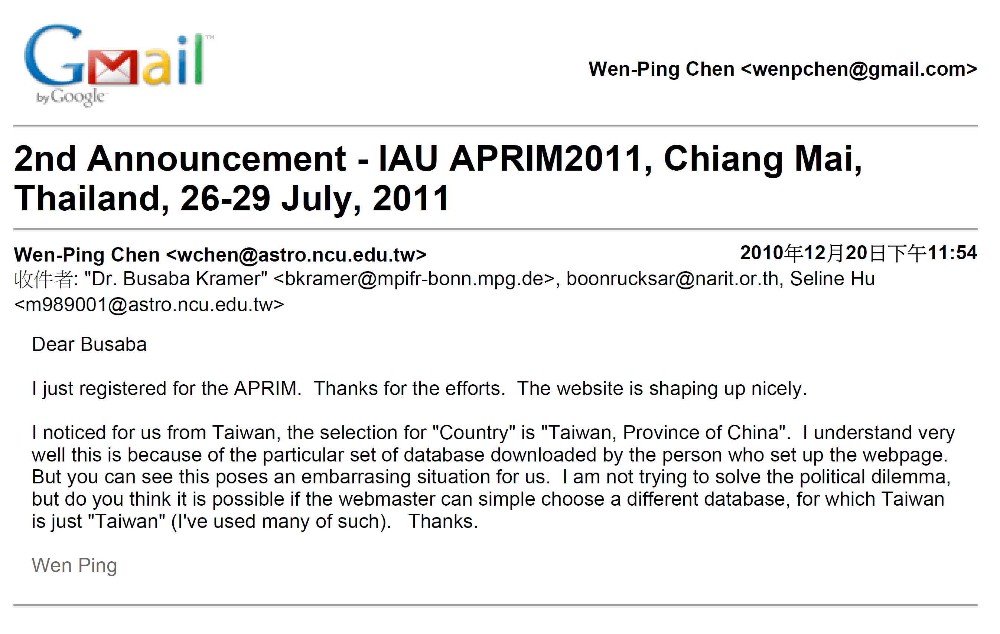 Gmail™
by Google™
Wen-Ping Chen <wenpchen@gmail.com>
2nd Announcement - IAU APRIM2011, Chiang Mai,
Thailand, 26-29 July, 2011
Wen-Ping Chen <wchen@astro.ncu.edu.tw>
2010年12月20日下午11:54
收件者: "Dr. Busaba Kramer" <bkramer@mpifr-bonn.mpg.de>, boonrucksar@narit.or.th, Seline Hu
<m989001@astro.ncu.edu.tw>
Dear Busaba
I just registered for the APRIM.  Thanks for the efforts.  The website is shaping up nicely.
I noticed for us from Taiwan, the selection for "Country" is "Taiwan, Province of China".  I understand very
well this is because of the particular set of database downloaded by the person who set up the webpage.
But you can see this poses an embarrasing situation for us.  I am not trying to solve the political dilemma,
but do you think it is possible if the webmaster can simple choose a different database, for which Taiwan
is just "Taiwan" (I've used many of such).   Thanks.
Wen Ping